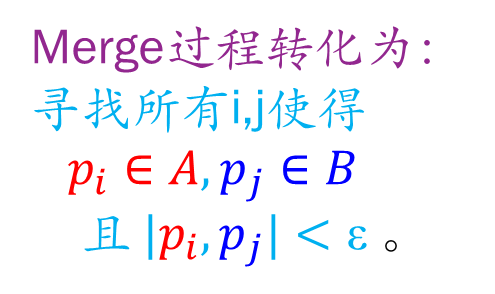 Merge过程转化为：
寻找所有i,j使得
pᵢ ∈ A, pⱼ ∈ B
且 |pᵢ, pⱼ| < ε 。